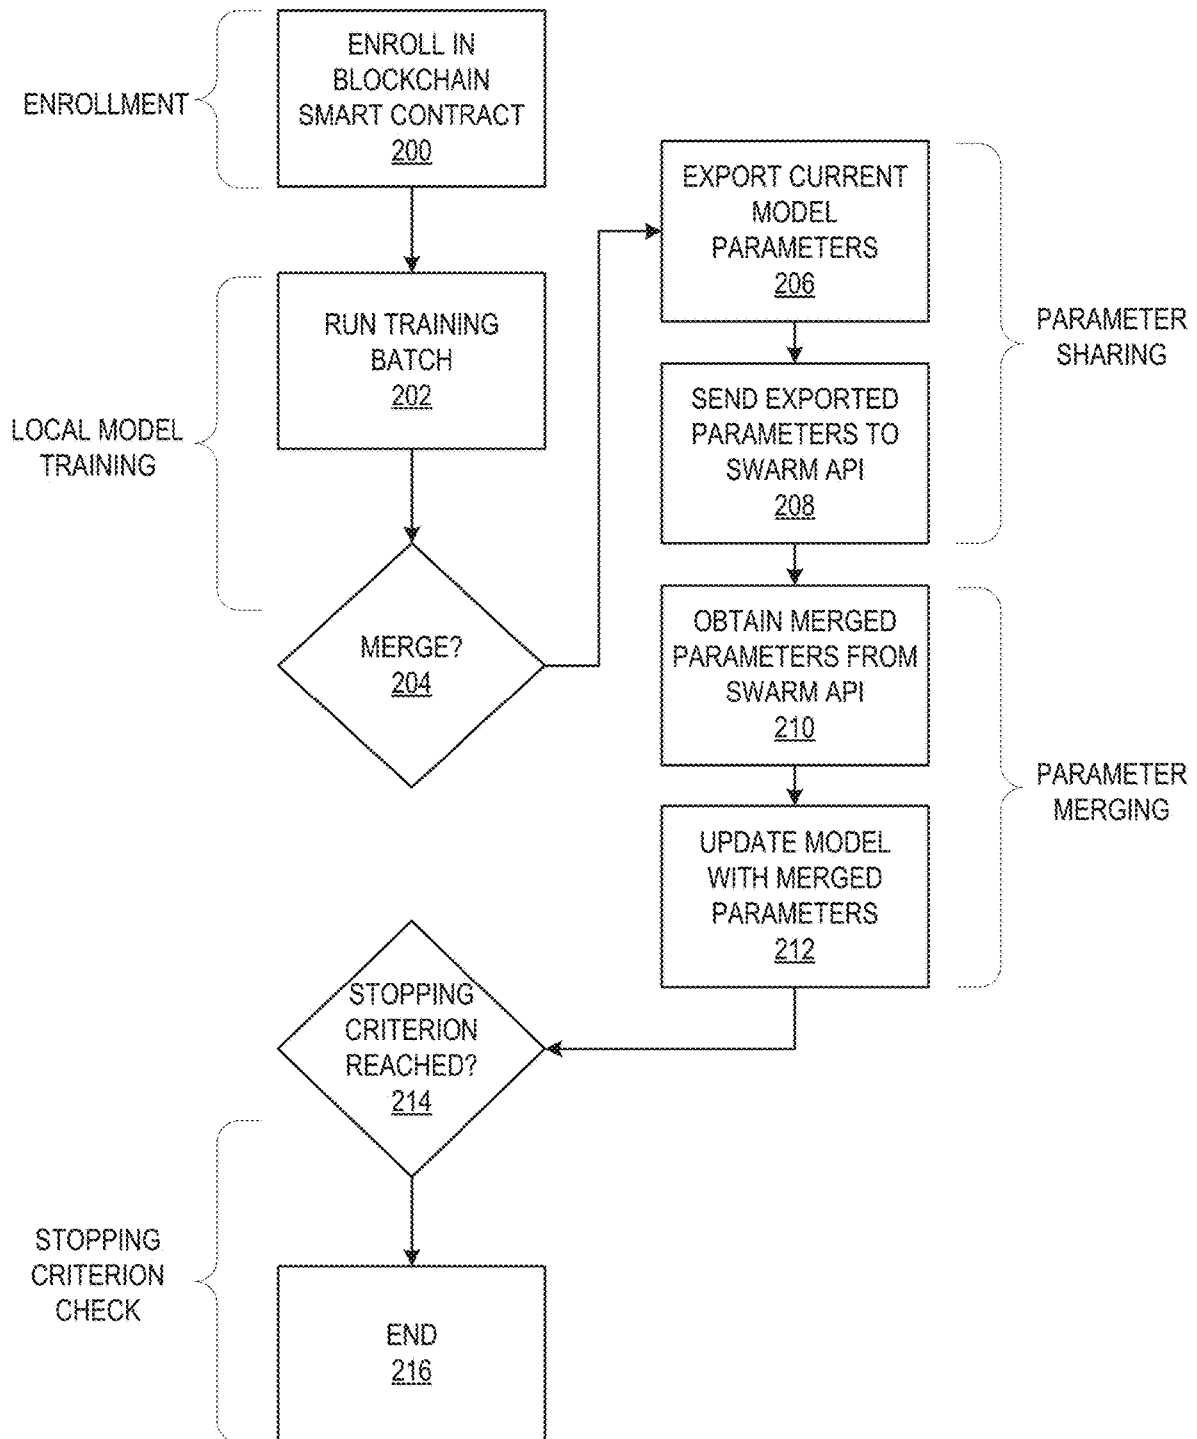 ENROLLMENT
ENROLL IN
BLOCKCHAIN
SMART CONTRACT
200
LOCAL MODEL
TRAINING
RUN TRAINING
BATCH
202
MERGE?
204
EXPORT CURRENT
MODEL
PARAMETERS
206
SEND EXPORTED
PARAMETERS TO
SWARM API
208
PARAMETER
SHARING
OBTAIN MERGED
PARAMETERS FROM
SWARM API
210
UPDATE MODEL
WITH MERGED
PARAMETERS
212
PARAMETER
MERGING
STOPPING
CRITERION
REACHED?
214
STOPPING
CRITERION
CHECK
END
216